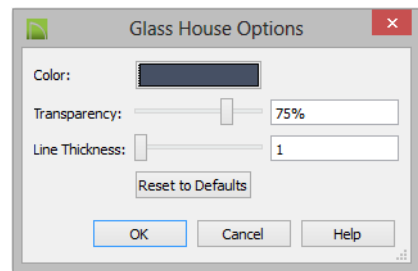 Glass House Options
Color:
Transparency: 75%
Line Thickness: 1
Reset to Defaults
OK Cancel Help